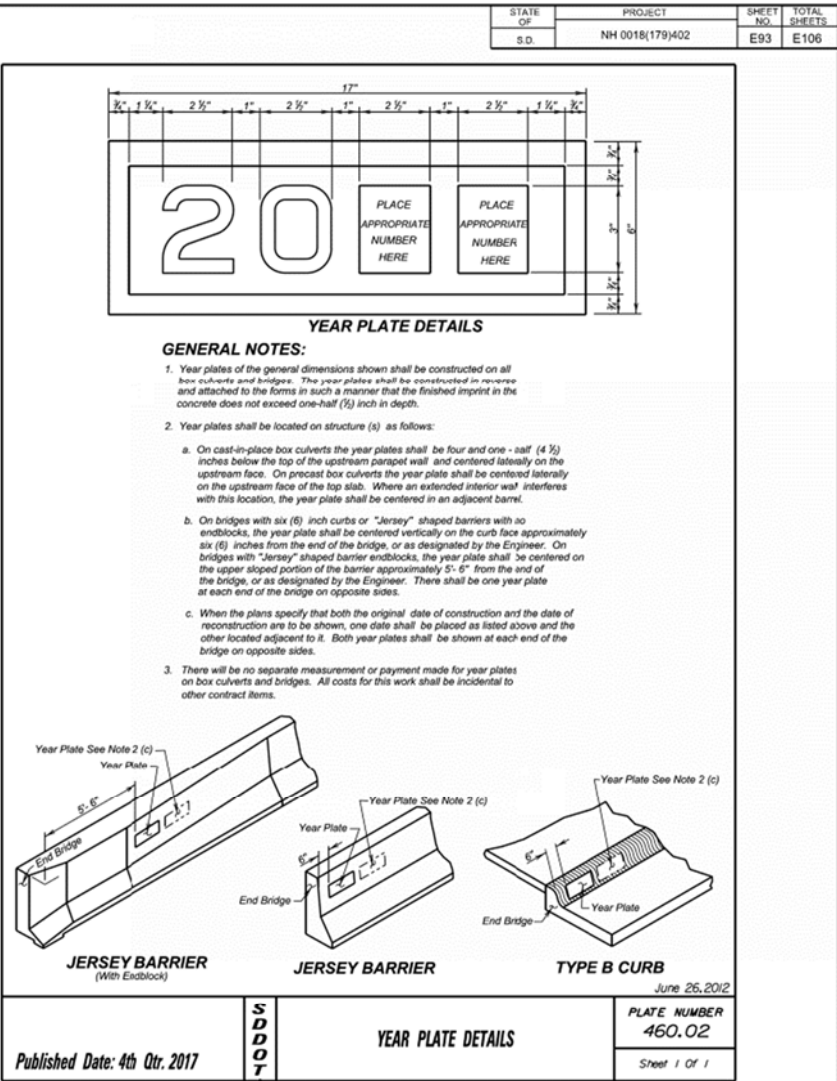 STATE OF PROJECT SHEET NO. TOTAL SHEETS
S.D. NH 0018(179)402 E93 E106
17"
¾" 1 ¼" 2 ½" 1" 2 ½" 1" 2 ½" 1" 2 ½" 1 ¼" ¾"
20
PLACE APPROPRIATE NUMBER HERE
PLACE APPROPRIATE NUMBER HERE
¾"
¾"
3"
6"
¾"
¾"
YEAR PLATE DETAILS
GENERAL NOTES:
1. Year plates of the general dimensions shown shall be constructed on all
box culverts and bridges. The year plates shall be constructed in reverse
and attached to the forms in such a manner that the finished imprint in the
concrete does not exceed one-half (½) inch in depth.
2. Year plates shall be located on structure (s) as follows:
a. On cast-in-place box culverts the year plates shall be four and one - half (4 ½)
inches below the top of the upstream parapet wall and centered laterally on the
upstream face. On precast box culverts the year plate shall be centered laterally
on the upstream face of the top slab. Where an extended interior wall interferes
with this location, the year plate shall be centered in an adjacent barrel.
b. On bridges with six (6) inch curbs or "Jersey" shaped barriers with no
endblocks, the year plate shall be centered vertically on the curb face approximately
six (6) inches from the end of the bridge, or as designated by the Engineer. On
bridges with "Jersey" shaped barrier endblocks, the year plate shall be centered on
the upper sloped portion of the barrier approximately 5'- 6" from the end of
the bridge, or as designated by the Engineer. There shall be one year plate
at each end of the bridge on opposite sides.
c. When the plans specify that both the original date of construction and the date of
reconstruction are to be shown, one date shall be placed as listed above and the
other located adjacent to it. Both year plates shall be shown at each end of the
bridge on opposite sides.
3. There will be no separate measurement or payment made for year plates
on box culverts and bridges. All costs for this work shall be incidental to
other contract items.
Year Plate See Note 2 (c)
Year Plate
5'- 6"
End Bridge
JERSEY BARRIER
(With Endblock)
Year Plate See Note 2 (c)
Year Plate
6"
End Bridge
JERSEY BARRIER
Year Plate See Note 2 (c)
6"
Year Plate
End Bridge
TYPE B CURB
June 26, 2012
Published Date: 4th Qtr. 2017
SDDOT
YEAR PLATE DETAILS
PLATE NUMBER
460.02
Sheet 1 Of 1